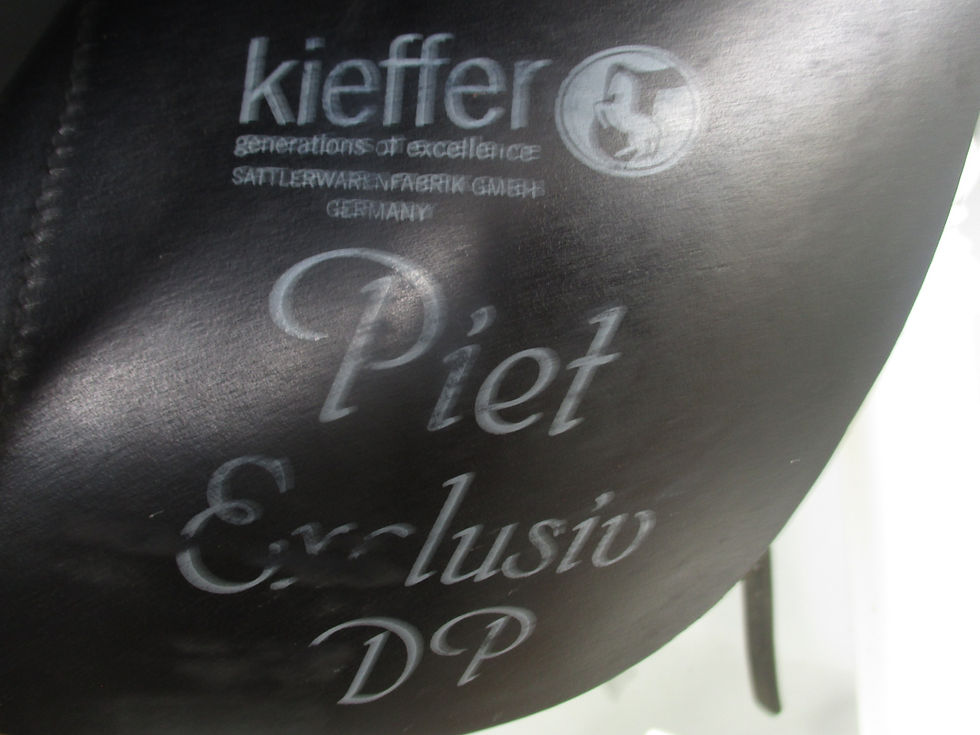 kieffer
generations of excellence
SATTLERWARENFABRIK GMBH
GERMANY
Piet
Exclusiv
DP